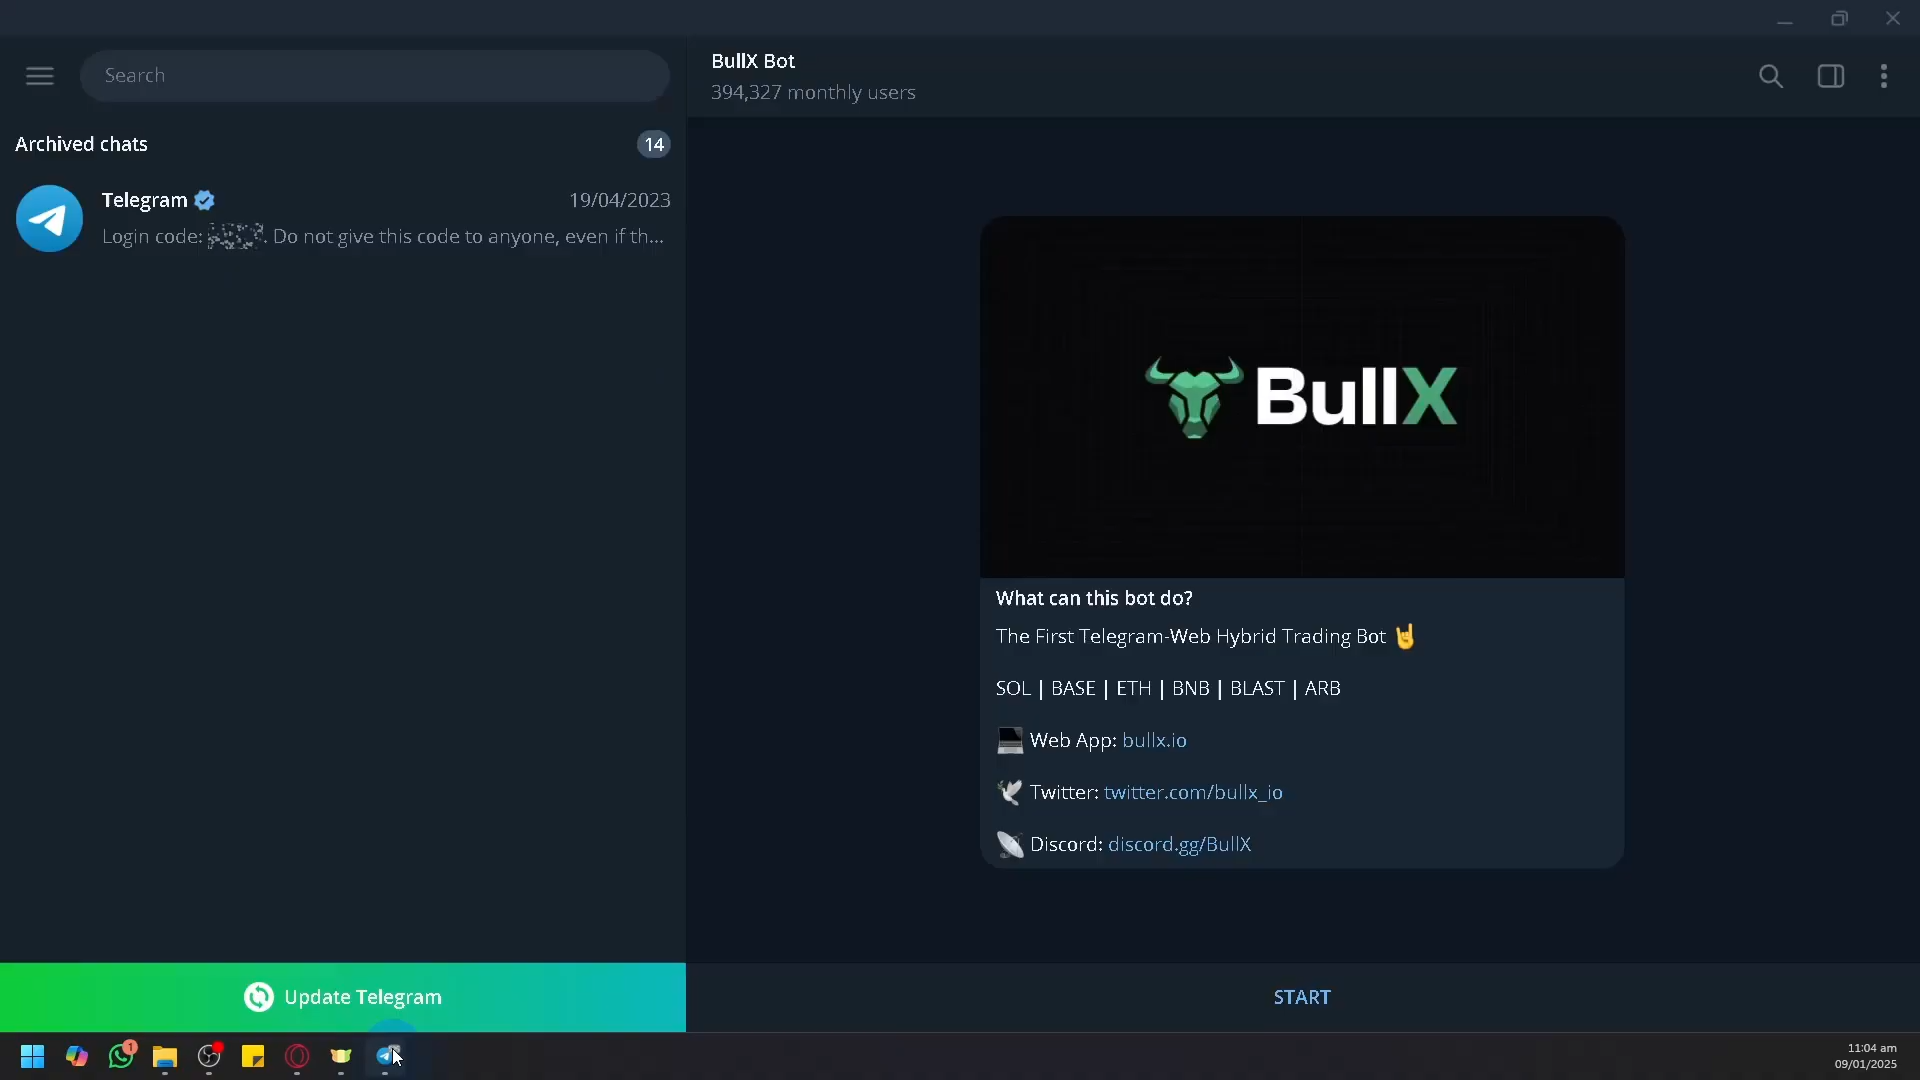 Search
Archived chats
14
Telegram
19/04/2023
Login code: . Do not give this code to anyone, even if th...
Update Telegram
BullX Bot
394,327 monthly users
BullX
What can this bot do?
The First Telegram-Web Hybrid Trading Bot 🤘
SOL | BASE | ETH | BNB | BLAST | ARB
💻 Web App: bullx.io
🕊 Twitter: twitter.com/bullx_io
📡 Discord: discord.gg/BullX
START
1
11:04 am
09/01/2025